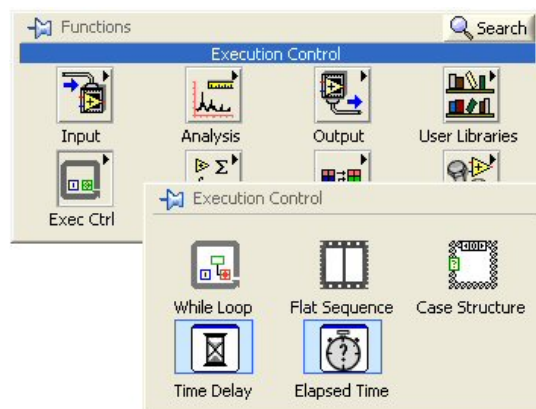 Functions Search
Execution Control
Input Analysis Output User Libraries
Exec Ctrl
Execution Control
While Loop Flat Sequence Case Structure
Time Delay Elapsed Time